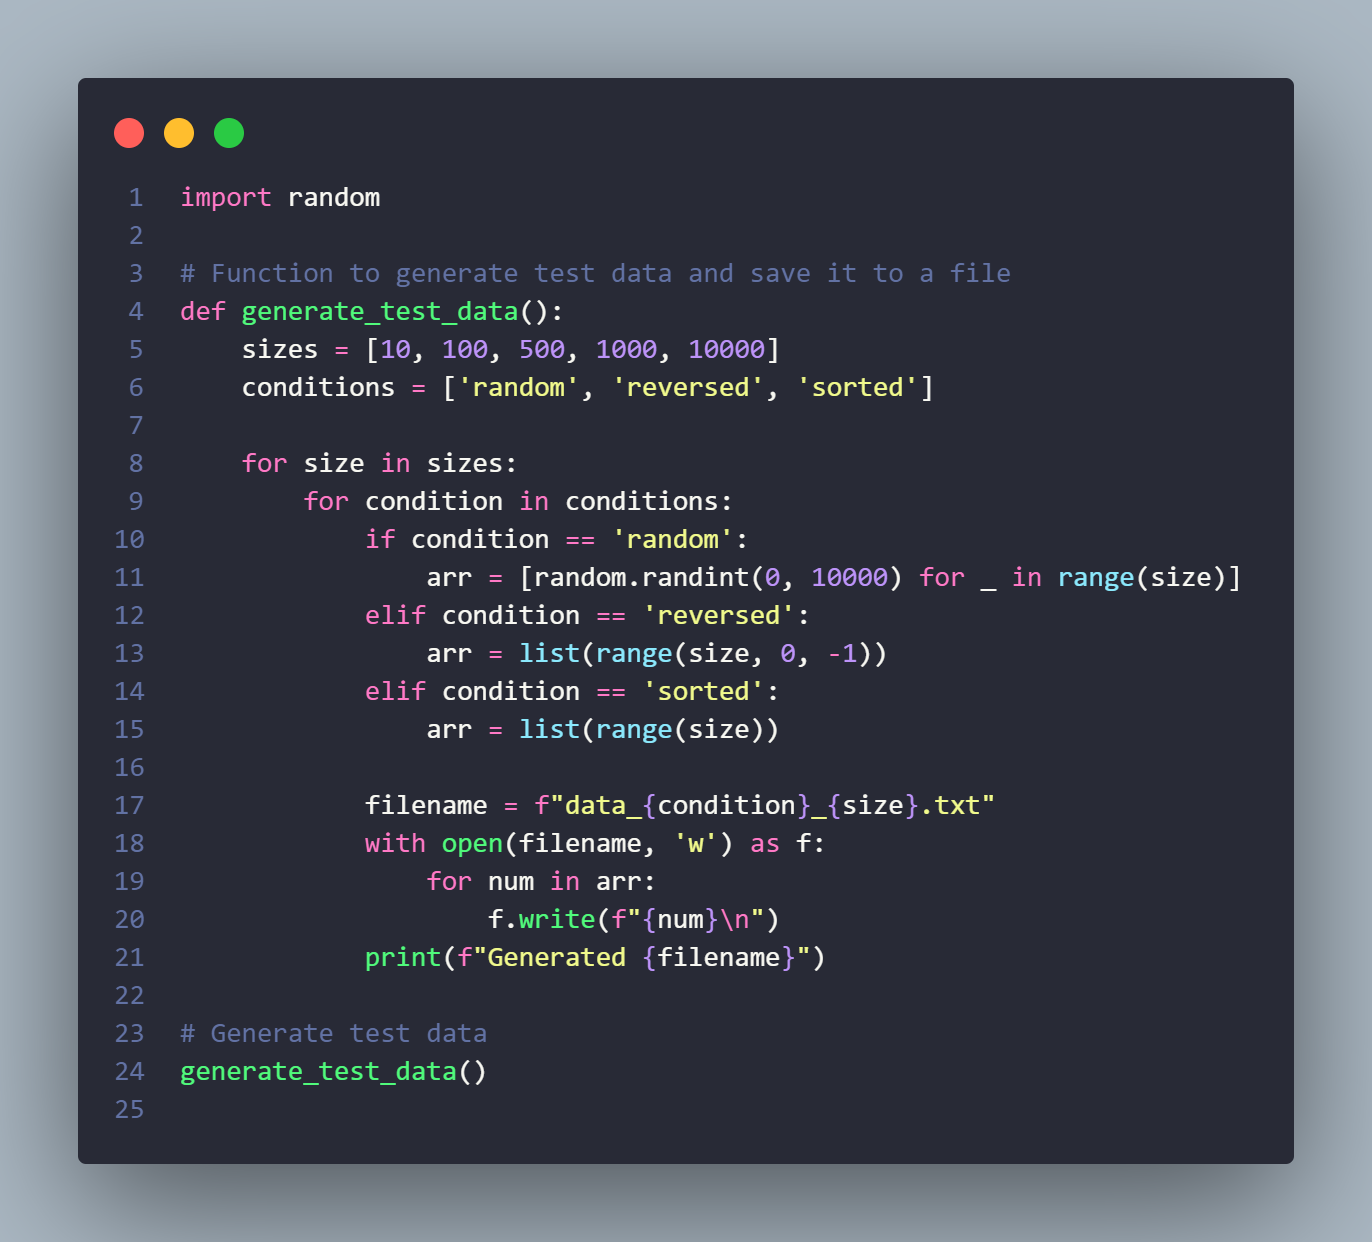 1 import random
2
3 # Function to generate test data and save it to a file
4 def generate_test_data():
5     sizes = [10, 100, 500, 1000, 10000]
6     conditions = ['random', 'reversed', 'sorted']
7
8     for size in sizes:
9         for condition in conditions:
10             if condition == 'random':
11                 arr = [random.randint(0, 10000) for _ in range(size)]
12             elif condition == 'reversed':
13                 arr = list(range(size, 0, -1))
14             elif condition == 'sorted':
15                 arr = list(range(size))
16
17             filename = f"data_{condition}_{size}.txt"
18             with open(filename, 'w') as f:
19                 for num in arr:
20                     f.write(f"{num}\n")
21             print(f"Generated {filename}")
22
23 # Generate test data
24 generate_test_data()
25